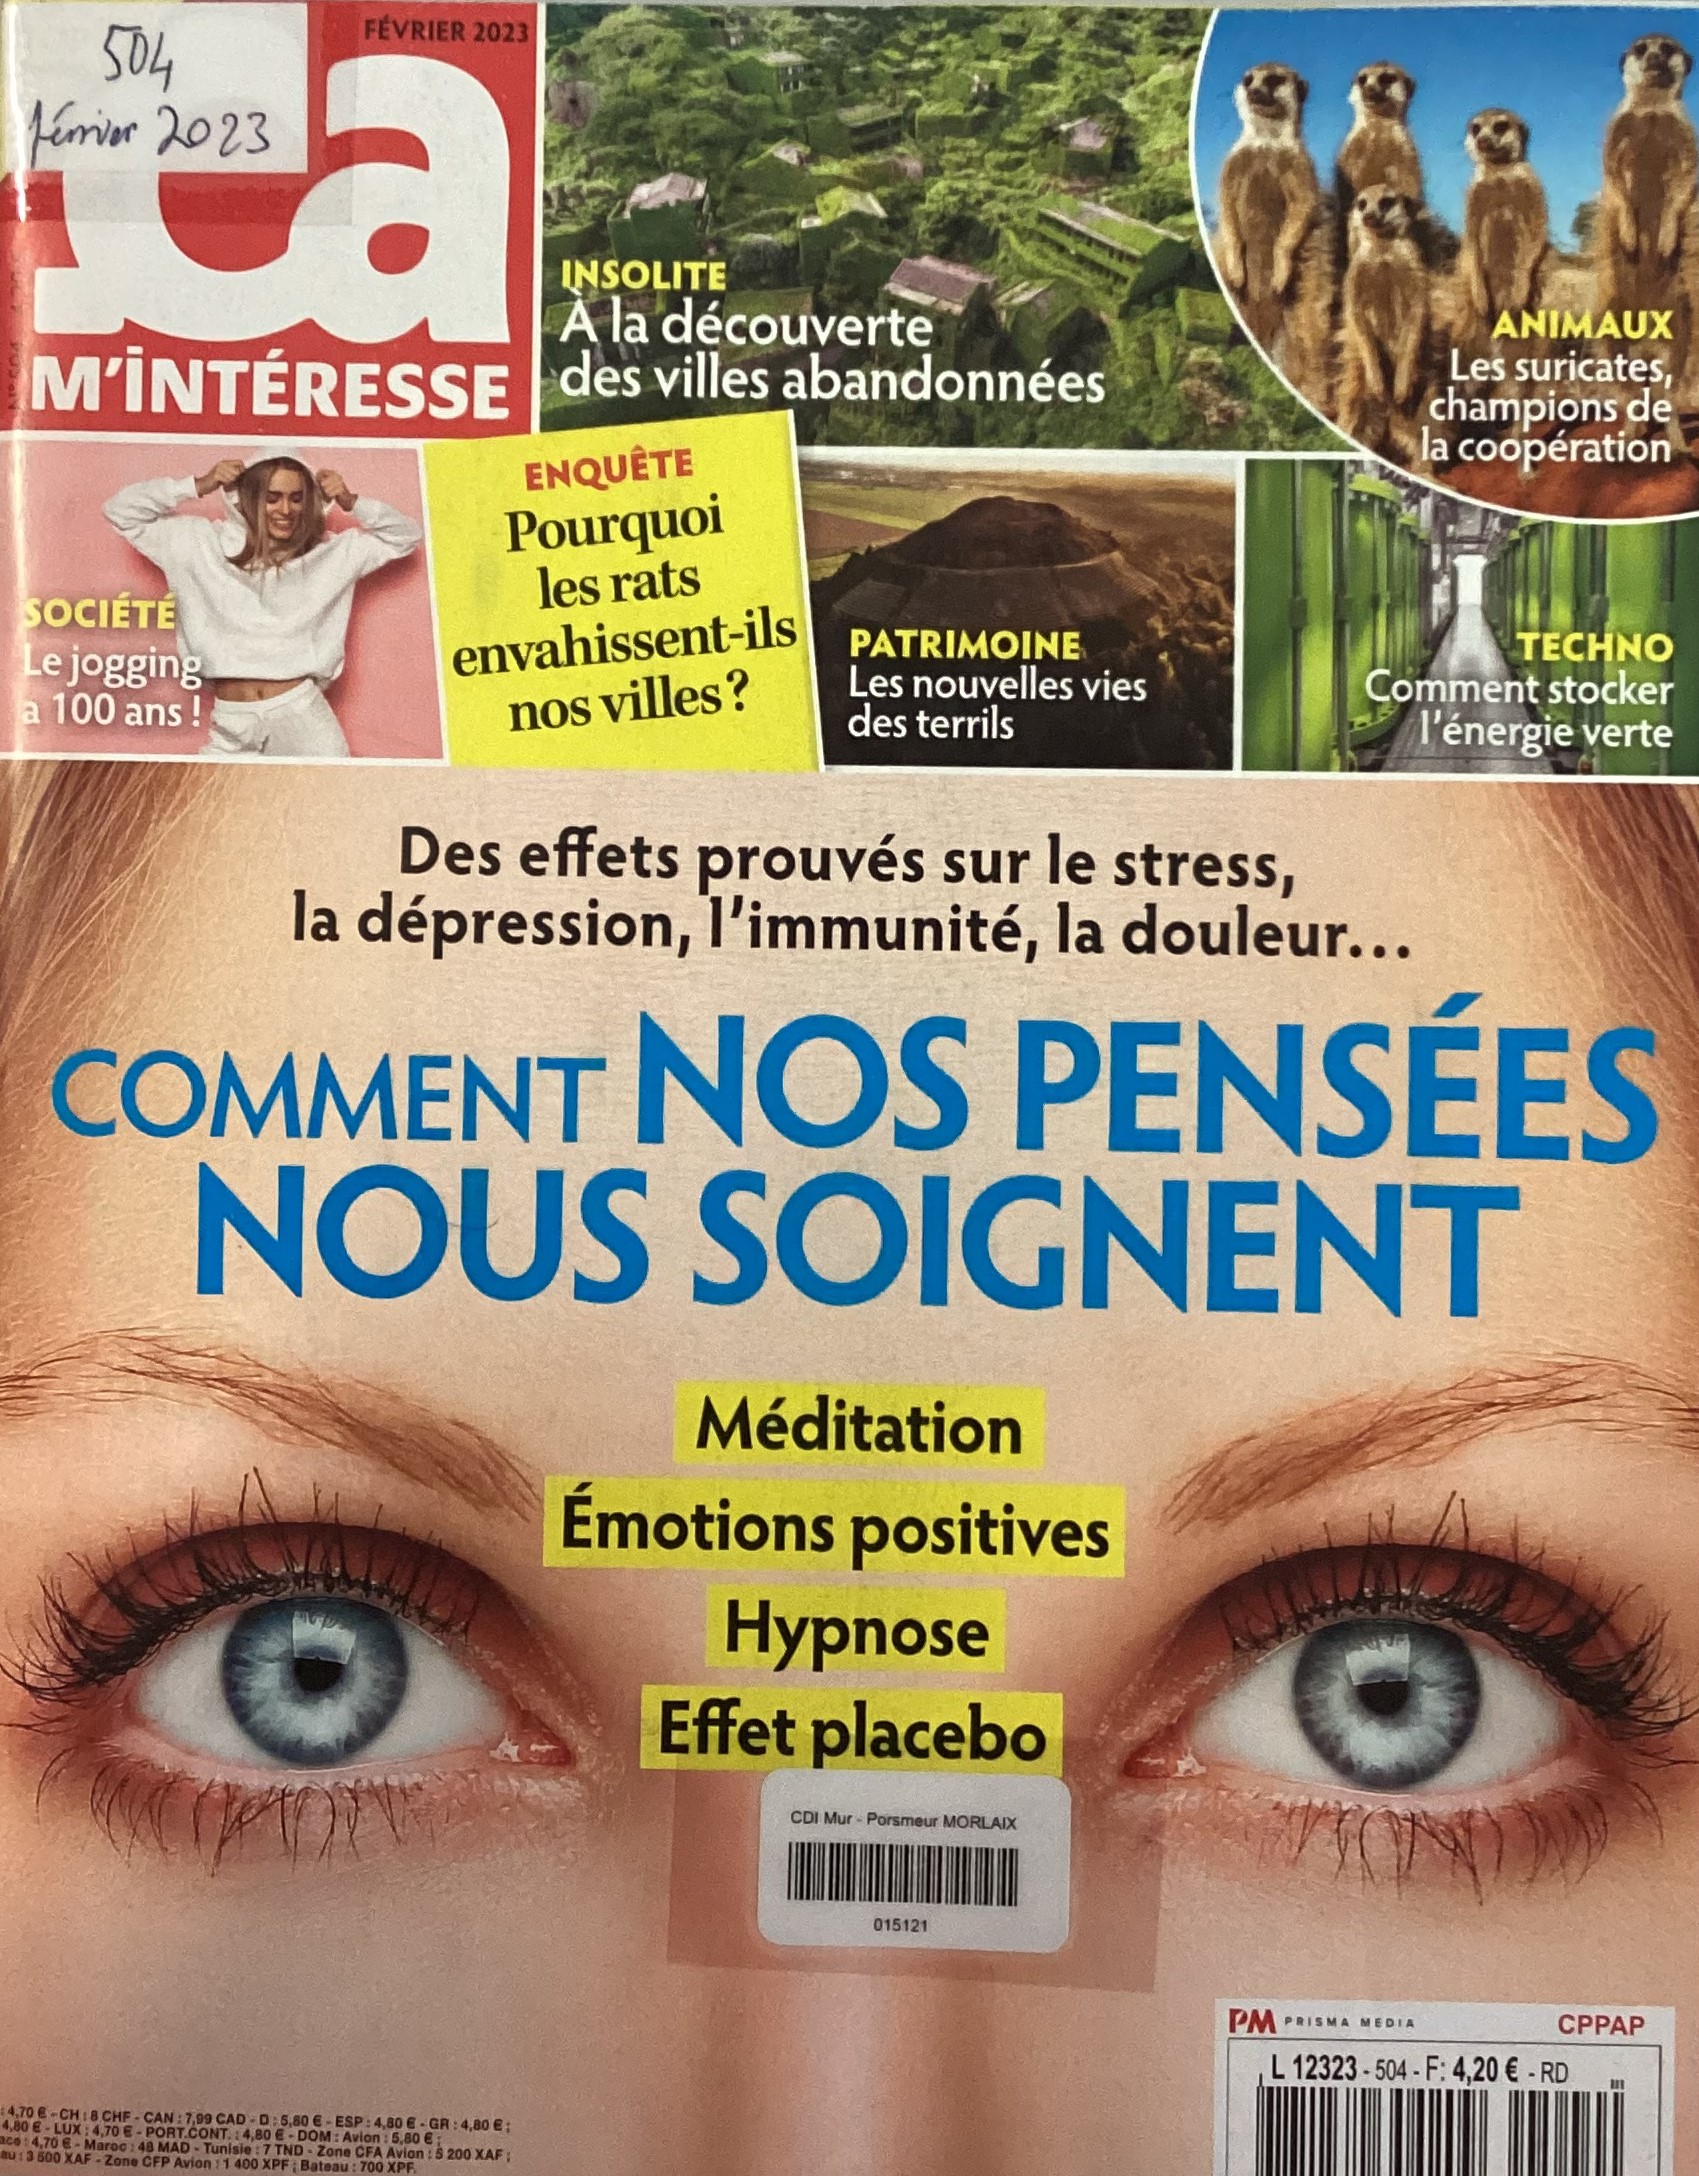 504
février 2023
FÉVRIER 2023
Ça
M'INTÉRESSE
INSOLITE
À la découverte
des villes abandonnées
ANIMAUX
Les suricates,
champions de
la coopération
SOCIÉTÉ
Le jogging
a 100 ans !
ENQUÊTE
Pourquoi
les rats
envahissent-ils
nos villes ?
PATRIMOINE
Les nouvelles vies
des terrils
TECHNO
Comment stocker
l'énergie verte
Des effets prouvés sur le stress,
la dépression, l'immunité, la douleur...
COMMENT NOS PENSÉES
NOUS SOIGNENT
Méditation
Émotions positives
Hypnose
Effet placebo
CDI Mur - Porsmeur MORLAIX
015121
PM PRISMA MEDIA CPPAP
L 12323 - 504 - F: 4,20 € - RD
: 4,70 € - CH : 8 CHF - CAN : 7,99 CAD - D : 5,80 € - ESP : 4,80 € - GR : 4,80 € ;
4,80 € - LUX : 4,70 € - PORT.CONT. : 4,80 € - DOM : Avion : 5,80 € ;
: 4,70 € - Maroc : 48 MAD - Tunisie : 7 TND - Zone CFA Avion : 5 200 XAF ;
: 3 500 XAF - Zone CFP Avion : 1 400 XPF ; Bateau : 700 XPF.